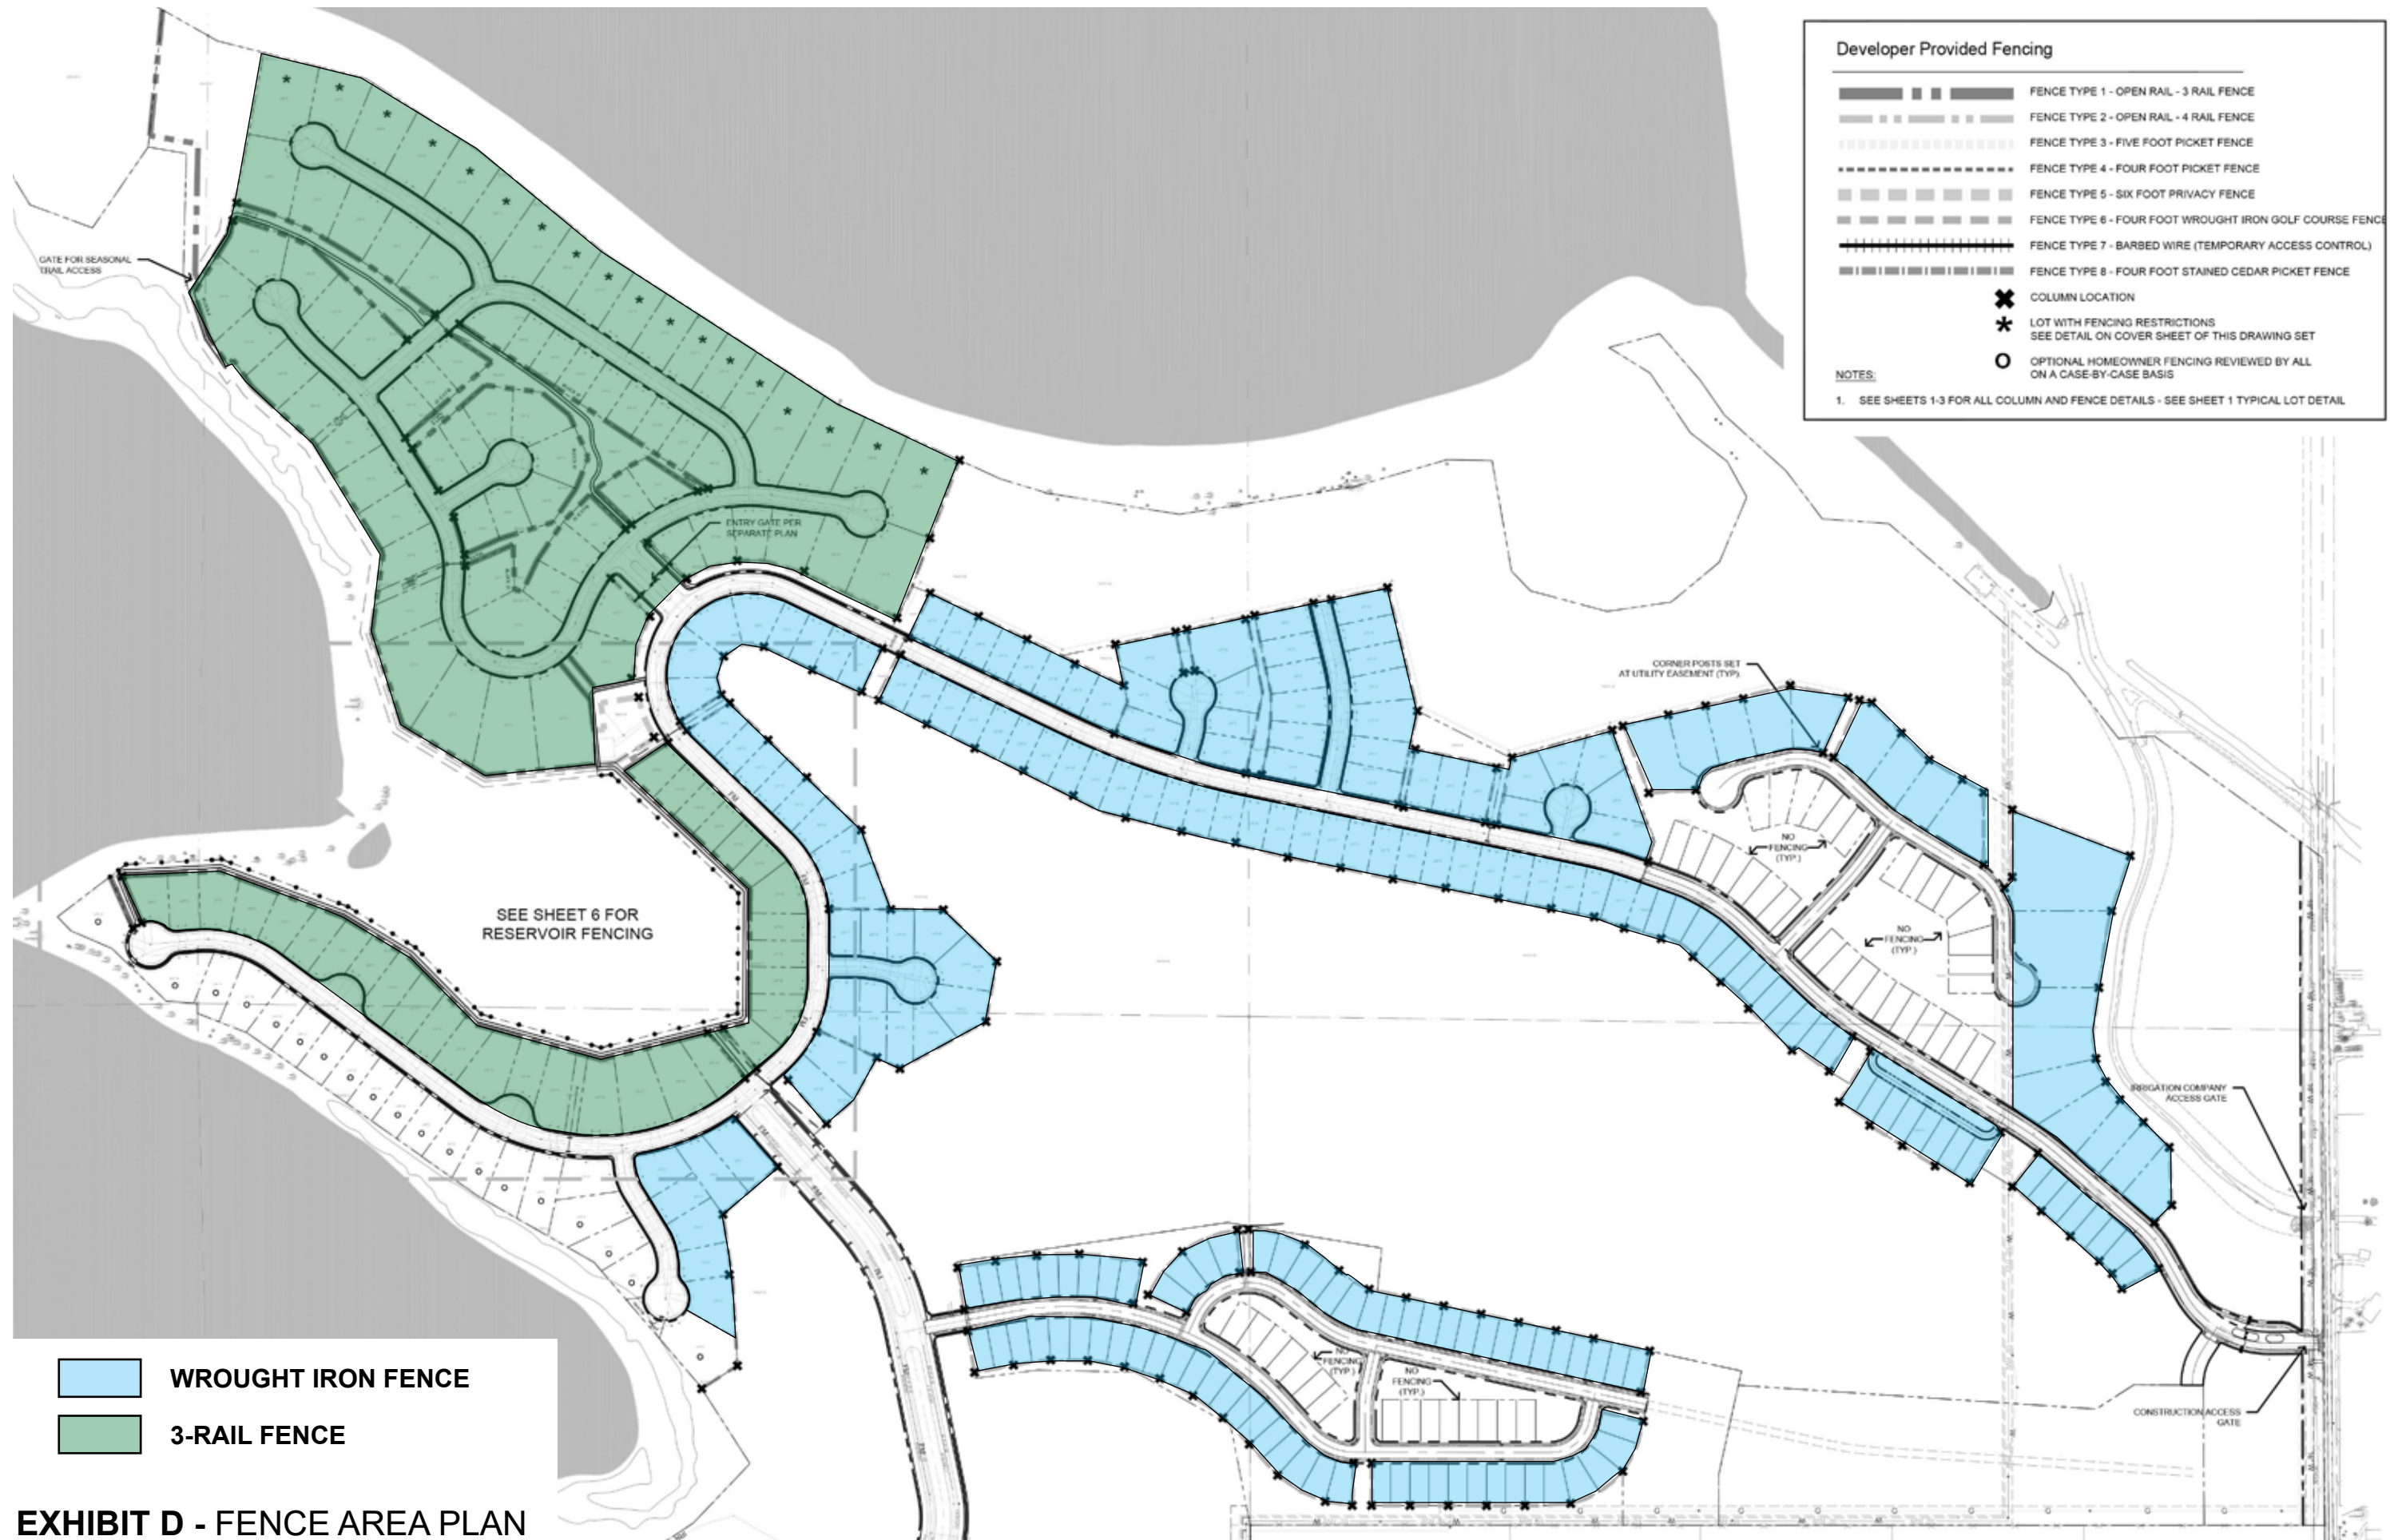 Developer Provided Fencing
FENCE TYPE 1 - OPEN RAIL - 3 RAIL FENCE
FENCE TYPE 2 - OPEN RAIL - 4 RAIL FENCE
FENCE TYPE 3 - FIVE FOOT PICKET FENCE
FENCE TYPE 4 - FOUR FOOT PICKET FENCE
FENCE TYPE 5 - SIX FOOT PRIVACY FENCE
FENCE TYPE 6 - FOUR FOOT WROUGHT IRON GOLF COURSE FENCE
FENCE TYPE 7 - BARBED WIRE (TEMPORARY ACCESS CONTROL)
FENCE TYPE 8 - FOUR FOOT STAINED CEDAR PICKET FENCE
COLUMN LOCATION
LOT WITH FENCING RESTRICTIONS
SEE DETAIL ON COVER SHEET OF THIS DRAWING SET
OPTIONAL HOMEOWNER FENCING REVIEWED BY ALL
ON A CASE-BY-CASE BASIS
NOTES:
1. SEE SHEETS 1-3 FOR ALL COLUMN AND FENCE DETAILS - SEE SHEET 1 TYPICAL LOT DETAIL
GATE FOR SEASONAL
TRAIL ACCESS
ENTRY GATE PER
SEPARATE PLAN
CORNER POSTS SET
AT UTILITY EASEMENT (TYP)
NO
FENCING
(TYP.)
NO
FENCING
(TYP.)
SEE SHEET 6 FOR
RESERVOIR FENCING
IRRIGATION COMPANY
ACCESS GATE
NO
FENCING
(TYP.)
NO
FENCING
(TYP.)
CONSTRUCTION ACCESS
GATE
WROUGHT IRON FENCE
3-RAIL FENCE
EXHIBIT D - FENCE AREA PLAN